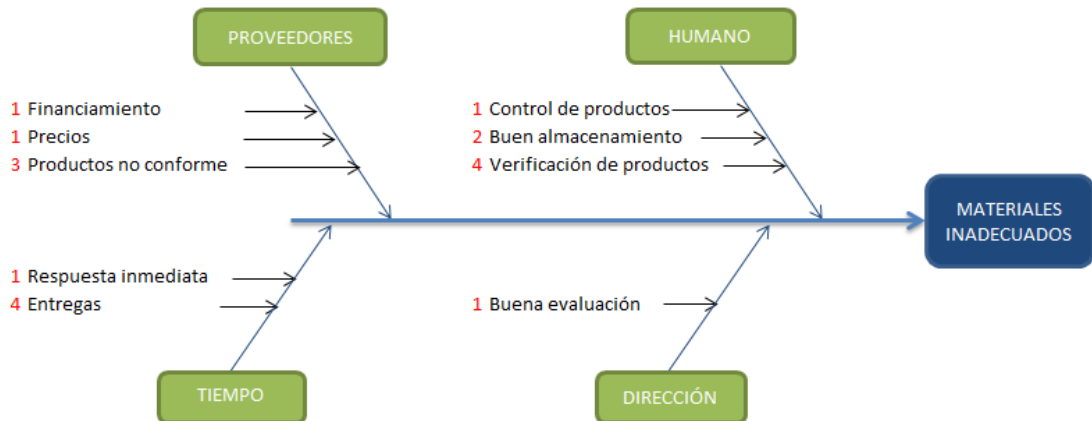 PROVEEDORES
HUMANO
1 Financiamiento
1 Precios
3 Productos no conforme
1 Control de productos
2 Buen almacenamiento
4 Verificación de productos
MATERIALES
INADECUADOS
1 Respuesta inmediata
4 Entregas
1 Buena evaluación
TIEMPO
DIRECCIÓN